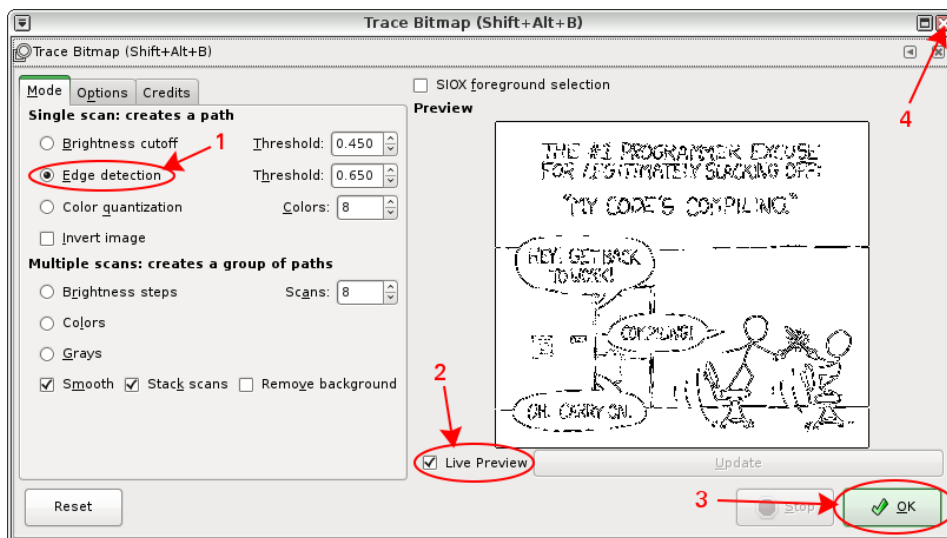 Trace Bitmap (Shift+Alt+B)
Trace Bitmap (Shift+Alt+B)
4
Mode Options Credits
SIOX foreground selection
Single scan: creates a path
Preview
1
Brightness cutoff Threshold: 0.450
Edge detection Threshold: 0.650
Color quantization Colors: 8
Invert image
Multiple scans: creates a group of paths
Brightness steps Scans: 8
Colors
Grays
Smooth Stack scans Remove background
THE #1 PROGRAMMER EXCUSE
FOR LEGITIMATELY SLACKING OFF:
"MY CODE'S COMPILING."
HEY. GET BACK
TO WORK!
COMPILING!
OH. CARRY ON.
2
Live Preview Update
Reset
3
Stop OK